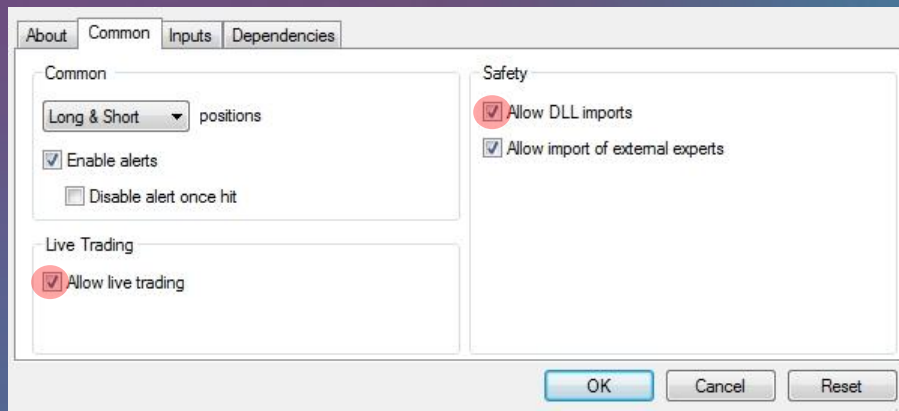 About Common Inputs Dependencies
Common
Long & Short positions
Enable alerts
Disable alert once hit
Live Trading
Allow live trading
Safety
Allow DLL imports
Allow import of external experts
OK Cancel Reset